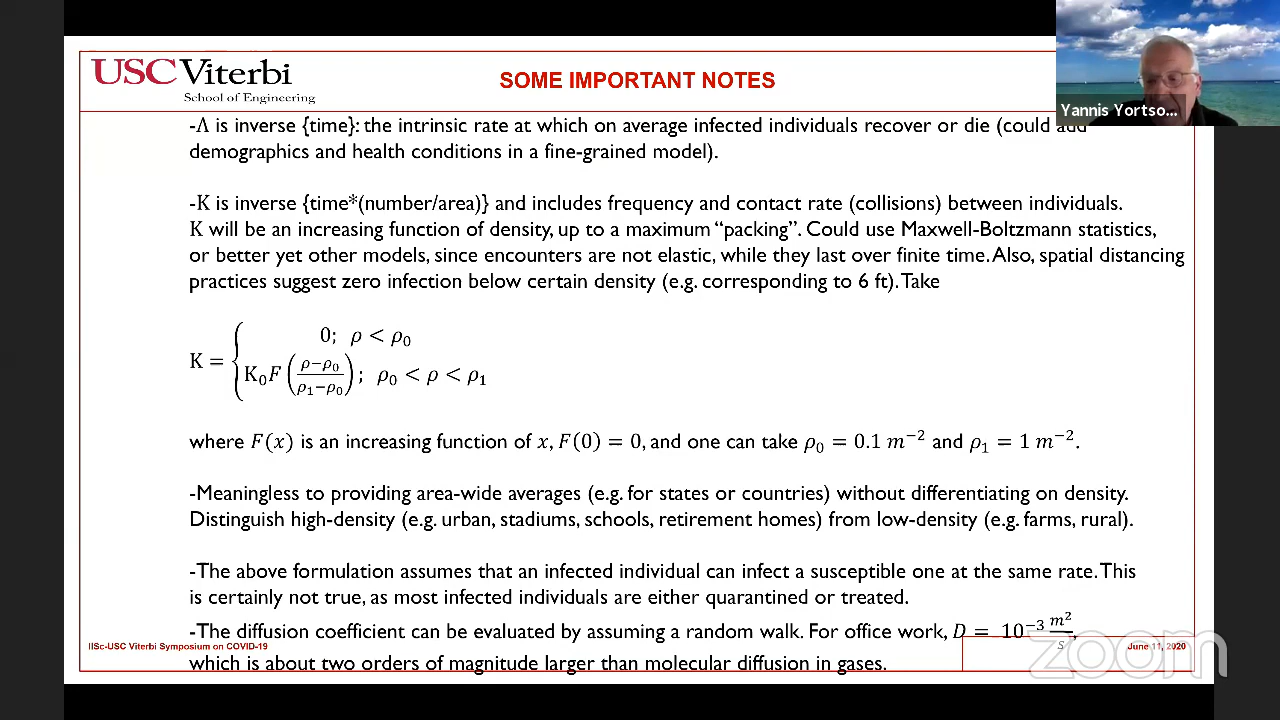 USC Viterbi
School of Engineering
SOME IMPORTANT NOTES
Yannis Yortso...
-Λ is inverse {time}: the intrinsic rate at which on average infected individuals recover or die (could add
demographics and health conditions in a fine-grained model).
-K is inverse {time*(number/area)} and includes frequency and contact rate (collisions) between individuals.
K will be an increasing function of density, up to a maximum “packing”. Could use Maxwell-Boltzmann statistics,
or better yet other models, since encounters are not elastic, while they last over finite time. Also, spatial distancing
practices suggest zero infection below certain density (e.g. corresponding to 6 ft). Take
K = { 0; ρ < ρ₀
K₀F((ρ−ρ₀)/(ρ₁−ρ₀)); ρ₀ < ρ < ρ₁
where F(x) is an increasing function of x, F(0) = 0, and one can take ρ₀ = 0.1 m⁻² and ρ₁ = 1 m⁻².
-Meaningless to providing area-wide averages (e.g. for states or countries) without differentiating on density.
Distinguish high-density (e.g. urban, stadiums, schools, retirement homes) from low-density (e.g. farms, rural).
-The above formulation assumes that an infected individual can infect a susceptible one at the same rate. This
is certainly not true, as most infected individuals are either quarantined or treated.
-The diffusion coefficient can be evaluated by assuming a random walk. For office work, D = 10⁻³ m²/s,
which is about two orders of magnitude larger than molecular diffusion in gases.
IISc-USC Viterbi Symposium on COVID-19
June 11, 2020
zoom